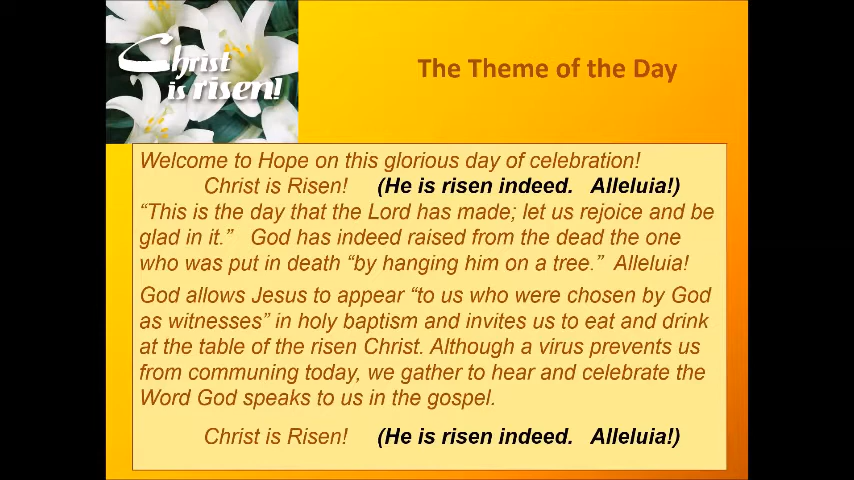 Christ
is risen!
The Theme of the Day
Welcome to Hope on this glorious day of celebration!
Christ is Risen! (He is risen indeed. Alleluia!)
“This is the day that the Lord has made; let us rejoice and be
glad in it.” God has indeed raised from the dead the one
who was put in death “by hanging him on a tree.” Alleluia!
God allows Jesus to appear “to us who were chosen by God
as witnesses” in holy baptism and invites us to eat and drink
at the table of the risen Christ. Although a virus prevents us
from communing today, we gather to hear and celebrate the
Word God speaks to us in the gospel.
Christ is Risen! (He is risen indeed. Alleluia!)